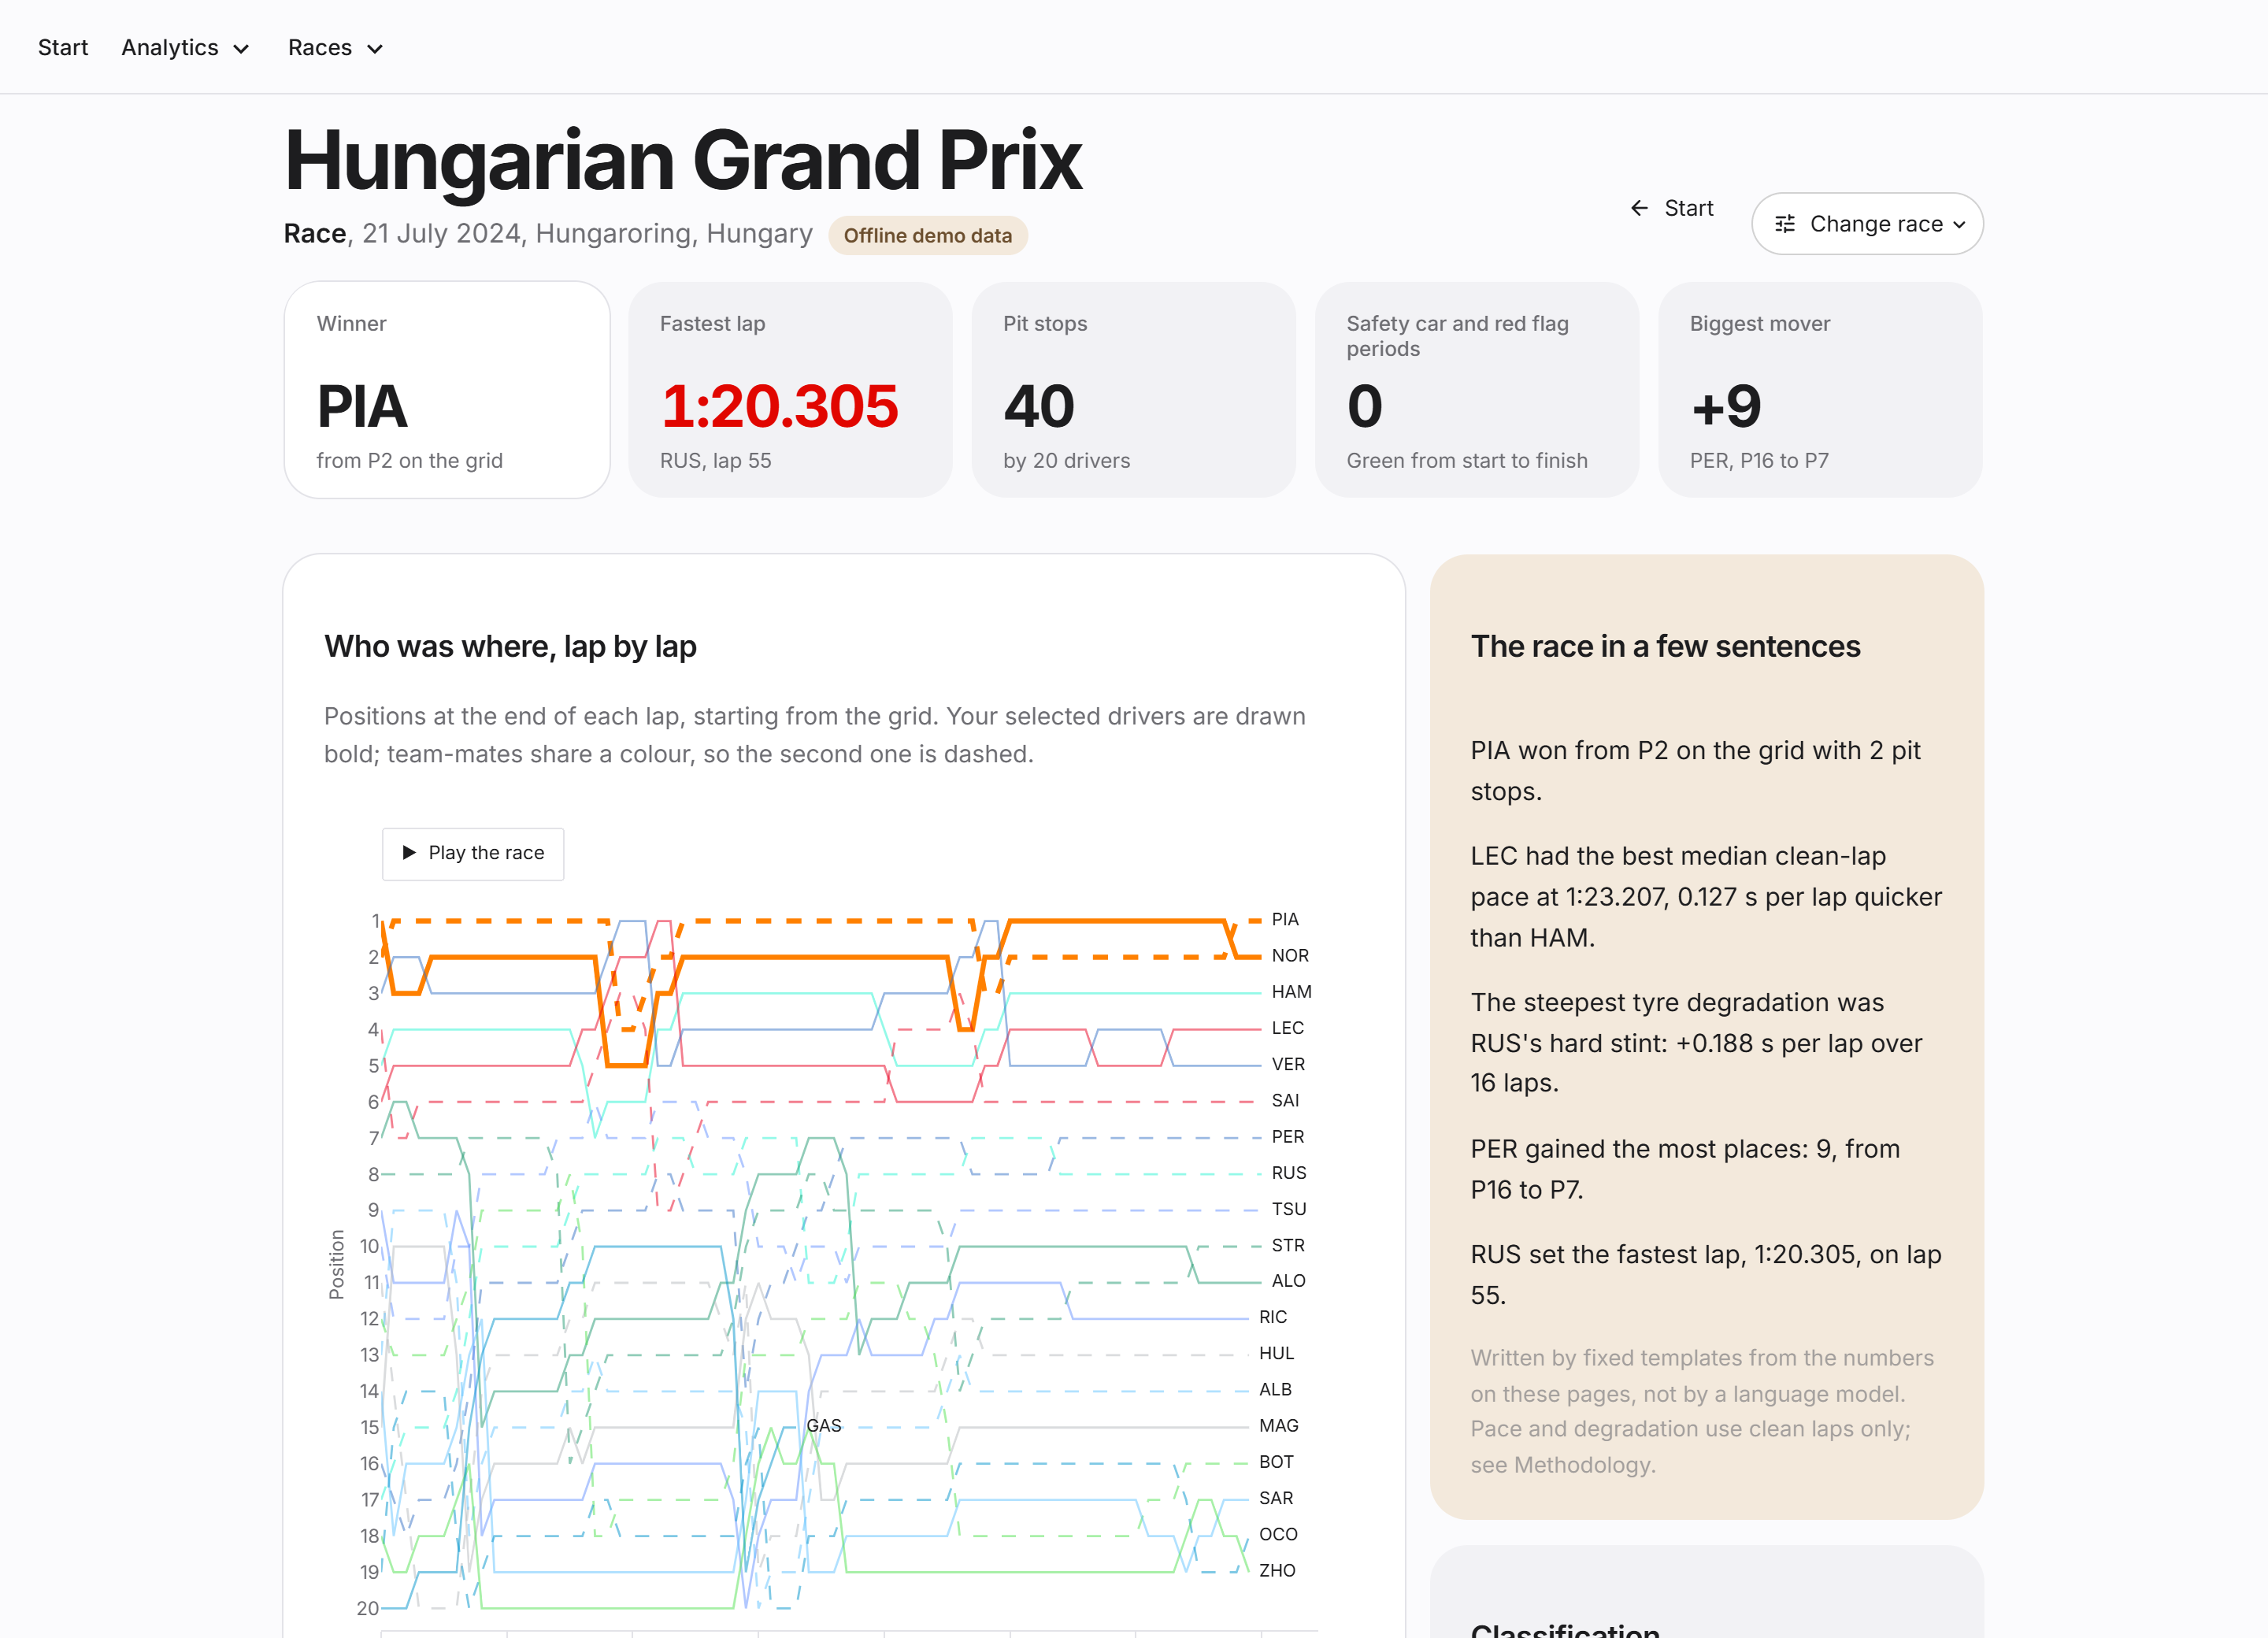 Start
Analytics
Races
Hungarian Grand Prix
Race, 21 July 2024, Hungaroring, Hungary
Offline demo data
Start
Change race
Winner
PIA
from P2 on the grid
Fastest lap
1:20.305
RUS, lap 55
Pit stops
40
by 20 drivers
Safety car and red flag
periods
0
Green from start to finish
Biggest mover
+9
PER, P16 to P7
Who was where, lap by lap
Positions at the end of each lap, starting from the grid. Your selected drivers are drawn
bold; team-mates share a colour, so the second one is dashed.
Play the race
Position
1
2
3
4
5
6
7
8
9
10
11
12
13
14
15
16
17
18
19
20
PIA
NOR
HAM
LEC
VER
SAI
PER
RUS
TSU
STR
ALO
RIC
HUL
ALB
GAS
MAG
BOT
SAR
OCO
ZHO
The race in a few sentences
PIA won from P2 on the grid with 2 pit
stops.
LEC had the best median clean-lap
pace at 1:23.207, 0.127 s per lap quicker
than HAM.
The steepest tyre degradation was
RUS's hard stint: +0.188 s per lap over
16 laps.
PER gained the most places: 9, from
P16 to P7.
RUS set the fastest lap, 1:20.305, on lap
55.
Written by fixed templates from the numbers
on these pages, not by a language model.
Pace and degradation use clean laps only;
see Methodology.
Classification